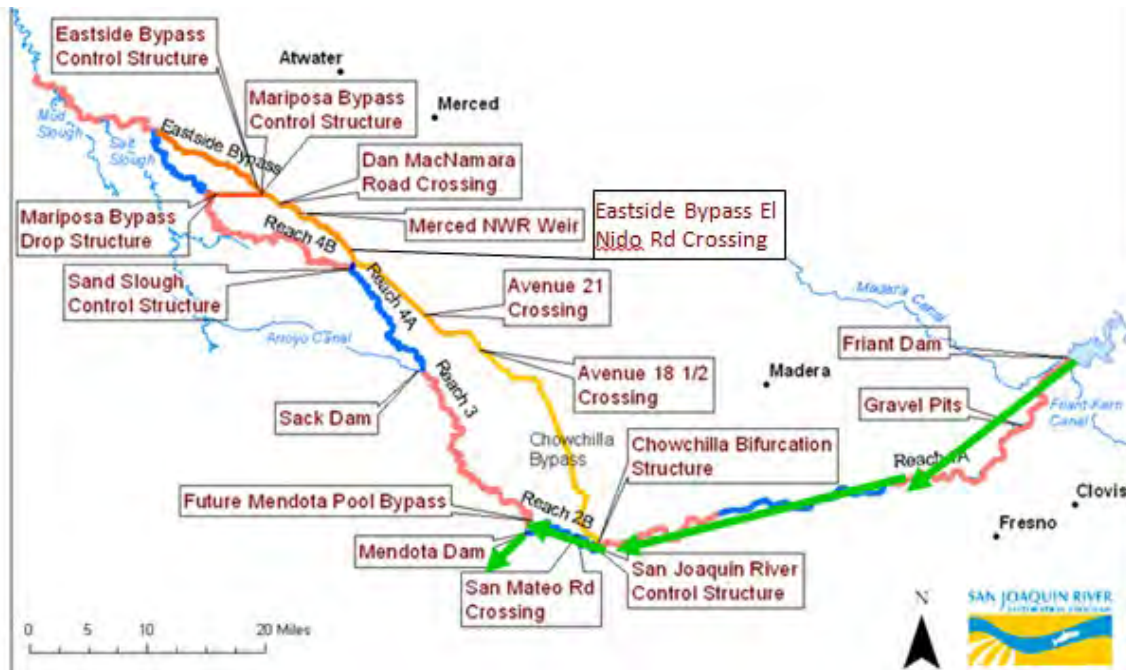 Eastside Bypass
Control Structure
Atwater
Mariposa Bypass
Control Structure
Merced
Mud
Slough
Salt
Slough
Eastside Bypass
Dan MacNamara
Road Crossing
Mariposa Bypass
Drop Structure
Reach 4B
Merced NWR Weir
Eastside Bypass El
Nido Rd Crossing
Sand Slough
Control Structure
Reach 4A
Avenue 21
Crossing
Madera Canal
Friant Dam
Arroyo Canal
Reach 3
Avenue 18 1/2
Crossing
Madera
Gravel Pits
Friant-Kern
Canal
Sack Dam
Chowchilla
Bypass
Chowchilla Bifurcation
Structure
Reach 1A
Clovis
Future Mendota Pool Bypass
Reach 2B
Fresno
Mendota Dam
San Mateo Rd
Crossing
San Joaquin River
Control Structure
N
SAN JOAQUIN RIVER
RESTORATION PROGRAM
0 5 10 20 Miles